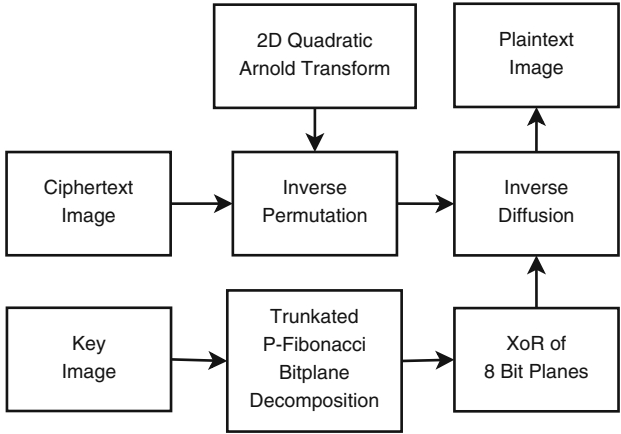 2D Quadratic
Arnold Transform
Plaintext
Image
Ciphertext
Image
Inverse
Permutation
Inverse
Diffusion
Key
Image
Trunkated
P-Fibonacci
Bitplane
Decomposition
XoR of
8 Bit Planes